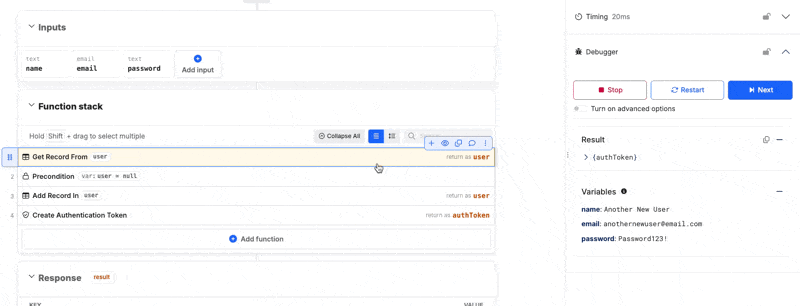 Inputs
text email text
name email password Add input
Function stack
Hold Shift + drag to select multiple
Collapse All
Get Record From user return as user
2 Precondition var:user = null
3 Add Record In user return as user
4 Create Authentication Token return as authToken
Add function
Response result
KEY VALUE
Timing 20ms
Debugger
Stop Restart Next
Turn on advanced options
Result
{authToken}
Variables
name: Another New User
email: anothernewuser@email.com
password: Password123!